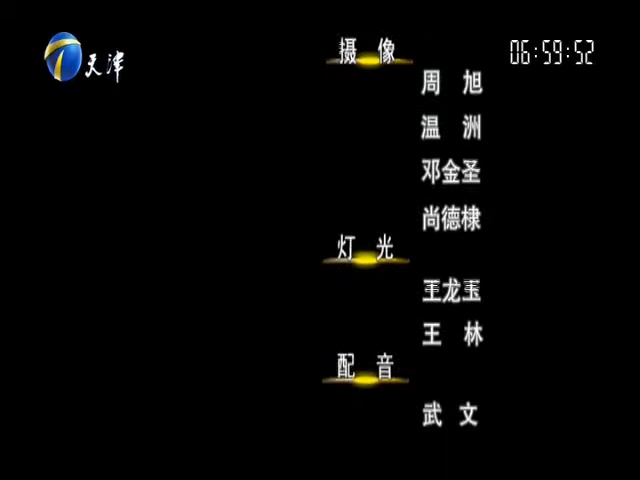 天津
06:59:52
摄 像
周 旭
温 洲
邓金圣
尚德棣
灯 光
王龙玉
王 林
配 音
武 文